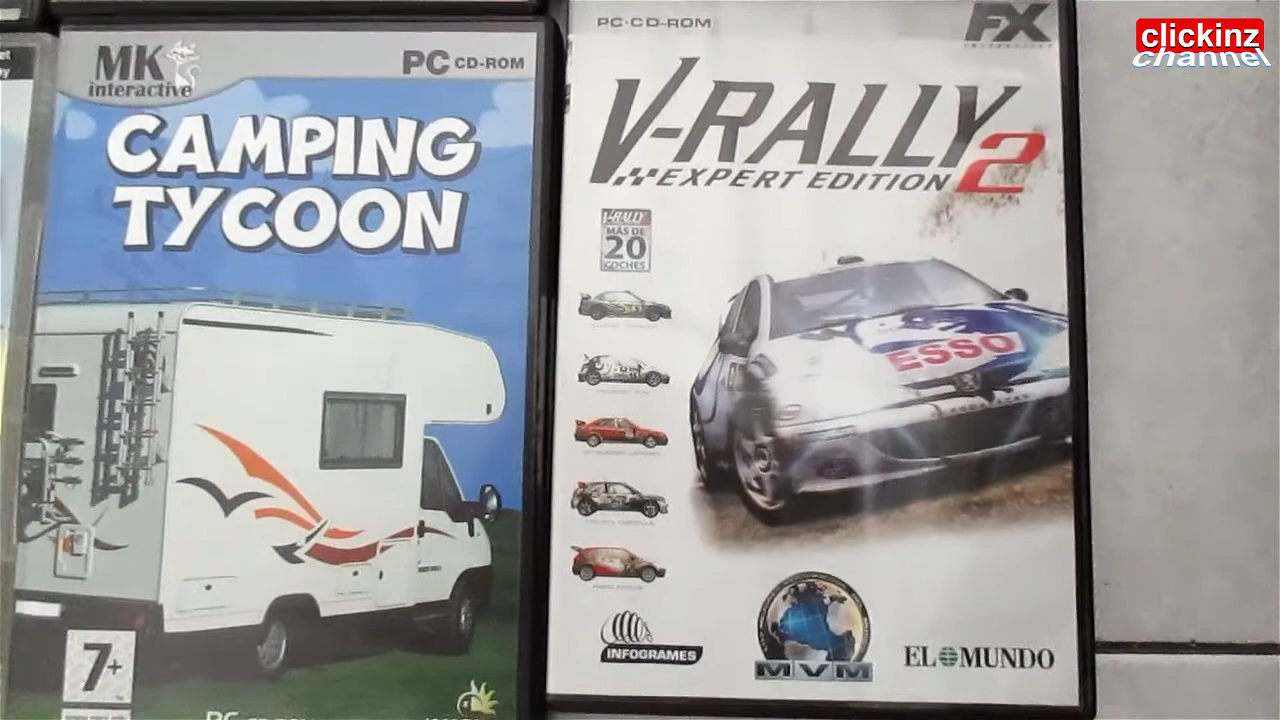 MK
interactive
PC CD-ROM
CAMPING
TYCOON
7+
PC·CD-ROM
FX
V-RALLY 2
EXPERT EDITION
V-RALLY
MÁS DE
20
COCHES
ESSO
INFOGRAMES
MVM
EL MUNDO
clickinz
channel